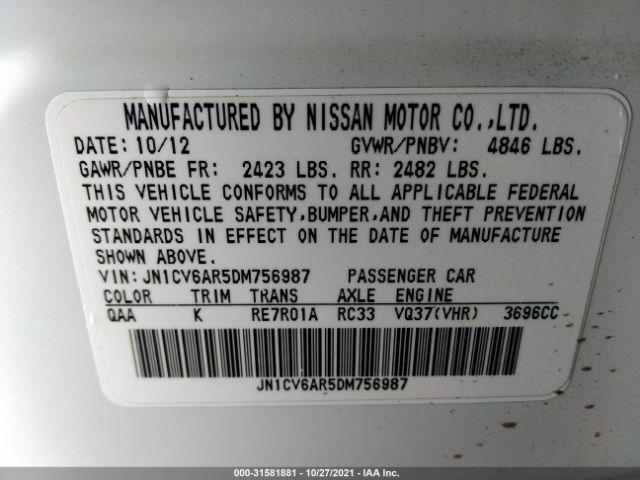 MANUFACTURED BY NISSAN MOTOR CO.,LTD.
DATE: 10/12 GVWR/PNBV: 4846 LBS.
GAWR/PNBE FR: 2423 LBS. RR: 2482 LBS.
THIS VEHICLE CONFORMS TO ALL APPLICABLE FEDERAL
MOTOR VEHICLE SAFETY,BUMPER,AND THEFT PREVENTION
STANDARDS IN EFFECT ON THE DATE OF MANUFACTURE
SHOWN ABOVE.
VIN:JN1CV6AR5DM756987 PASSENGER CAR
COLOR TRIM TRANS AXLE ENGINE
QAA K RE7R01A RC33 VQ37(VHR) 3696CC
JN1CV6AR5DM756987
000-31581881 - 10/27/2021 - IAA Inc.